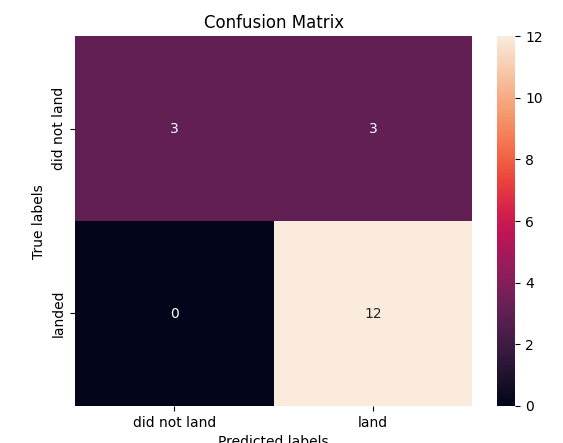 Confusion Matrix
True labels
did not land
landed
3
3
0
12
did not land
land
Predicted labels
12
10
8
6
4
2
0